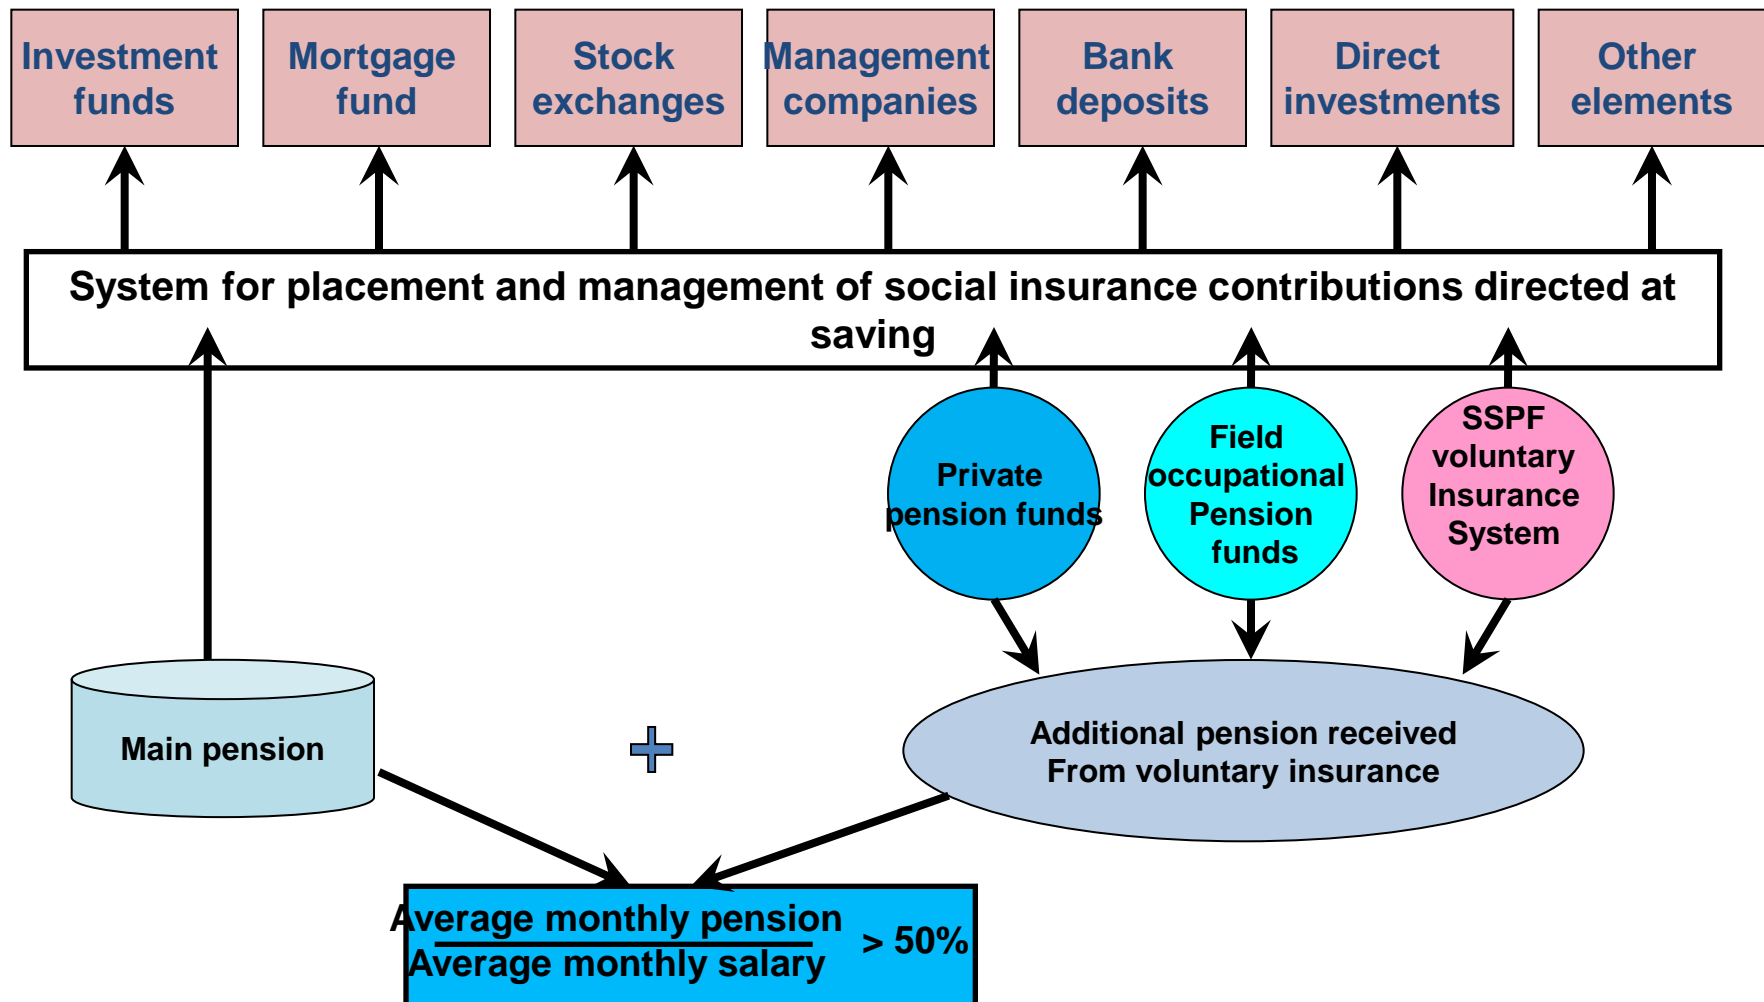 Investment
funds
Mortgage
fund
Stock
exchanges
Management
companies
Bank
deposits
Direct
investments
Other
elements
System for placement and management of social insurance contributions directed at
saving
Private
pension funds
Field
occupational
Pension
funds
SSPF
voluntary
Insurance
System
Main pension
Additional pension received
From voluntary insurance
Average monthly pension
Average monthly salary
> 50%